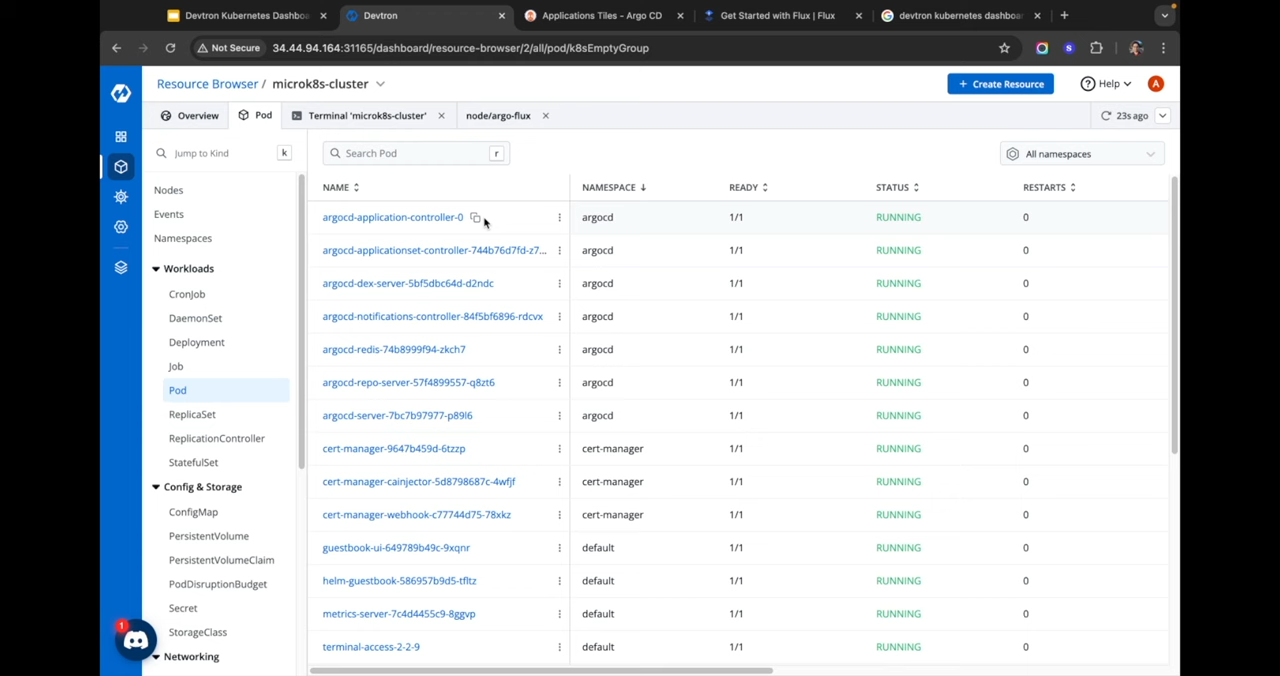 Devtron Kubernetes Dashbo
Devtron
Applications Tiles - Argo CD
Get Started with Flux | Flux
devtron kubernetes dashboa
Not Secure
34.44.94.164:31165/dashboard/resource-browser/2/all/pod/k8sEmptyGroup
Resource Browser / microk8s-cluster
+ Create Resource
Help
A
Overview
Pod
Terminal 'microk8s-cluster'
node/argo-flux
23s ago
Jump to Kind k
Search Pod r
All namespaces
Nodes
Events
Namespaces
Workloads
CronJob
DaemonSet
Deployment
Job
Pod
ReplicaSet
ReplicationController
StatefulSet
Config & Storage
ConfigMap
PersistentVolume
PersistentVolumeClaim
PodDisruptionBudget
Secret
StorageClass
Networking
1
NAME NAMESPACE READY STATUS RESTARTS
argocd-application-controller-0 argocd 1/1 RUNNING 0
argocd-applicationset-controller-744b76d7fd-z7... argocd 1/1 RUNNING 0
argocd-dex-server-5bf5dbc64d-d2ndc argocd 1/1 RUNNING 0
argocd-notifications-controller-84f5bf6896-rdcvx argocd 1/1 RUNNING 0
argocd-redis-74b8999f94-zkch7 argocd 1/1 RUNNING 0
argocd-repo-server-57f4899557-q8zt6 argocd 1/1 RUNNING 0
argocd-server-7bc7b97977-p89l6 argocd 1/1 RUNNING 0
cert-manager-9647b459d-6tzzp cert-manager 1/1 RUNNING 0
cert-manager-cainjector-5d8798687c-4wfjf cert-manager 1/1 RUNNING 0
cert-manager-webhook-c77744d75-78xkz cert-manager 1/1 RUNNING 0
guestbook-ui-649789b49c-9xqnr default 1/1 RUNNING 0
helm-guestbook-586957b9d5-tfltz default 1/1 RUNNING 0
metrics-server-7c4d4455c9-8ggvp default 1/1 RUNNING 0
terminal-access-2-2-9 default 1/1 RUNNING 0